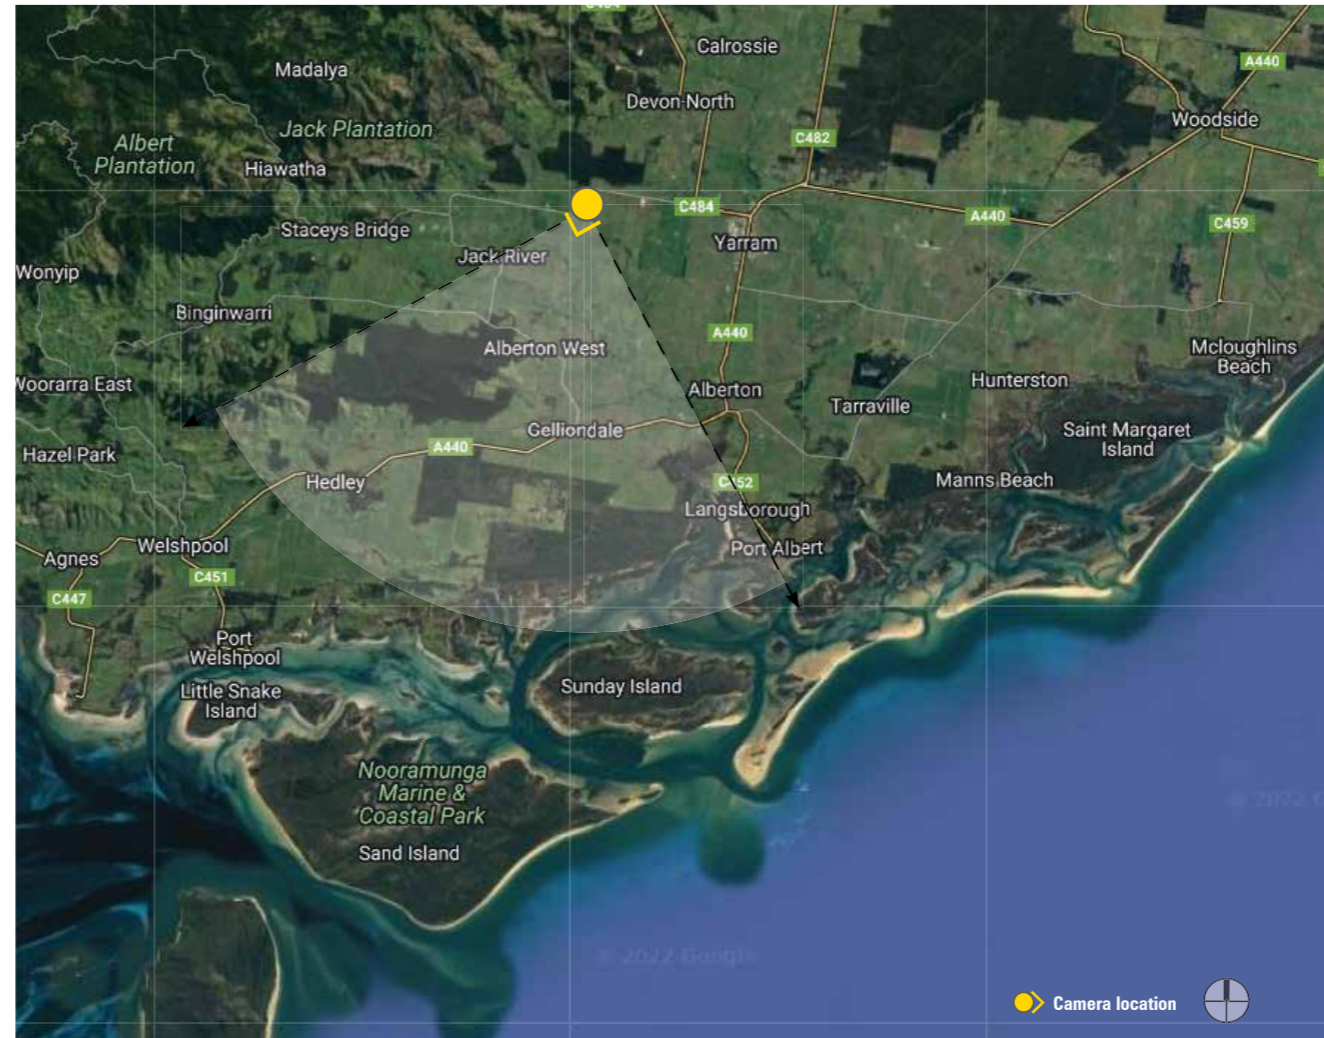 Calrossie
A440
Madalya
Devon North
Woodside
Jack Plantation
C482
Albert
Plantation
Hiawatha
C484
A440
C459
Staceys Bridge
Yarram
Jack River
Wonyip
Binginwarri
A440
Alberton West
Mcloughlins
Beach
Woorarra East
Alberton
Hunterston
Tarraville
Gelliondale
Saint Margaret
Island
A440
Hazel Park
Hedley
C452
Manns Beach
Langsborough
Welshpool
Port Albert
Agnes
C451
C447
Port
Welshpool
Sunday Island
Little Snake
Island
Nooramunga
Marine &
Coastal Park
Sand Island
© 2022 Google
Camera location